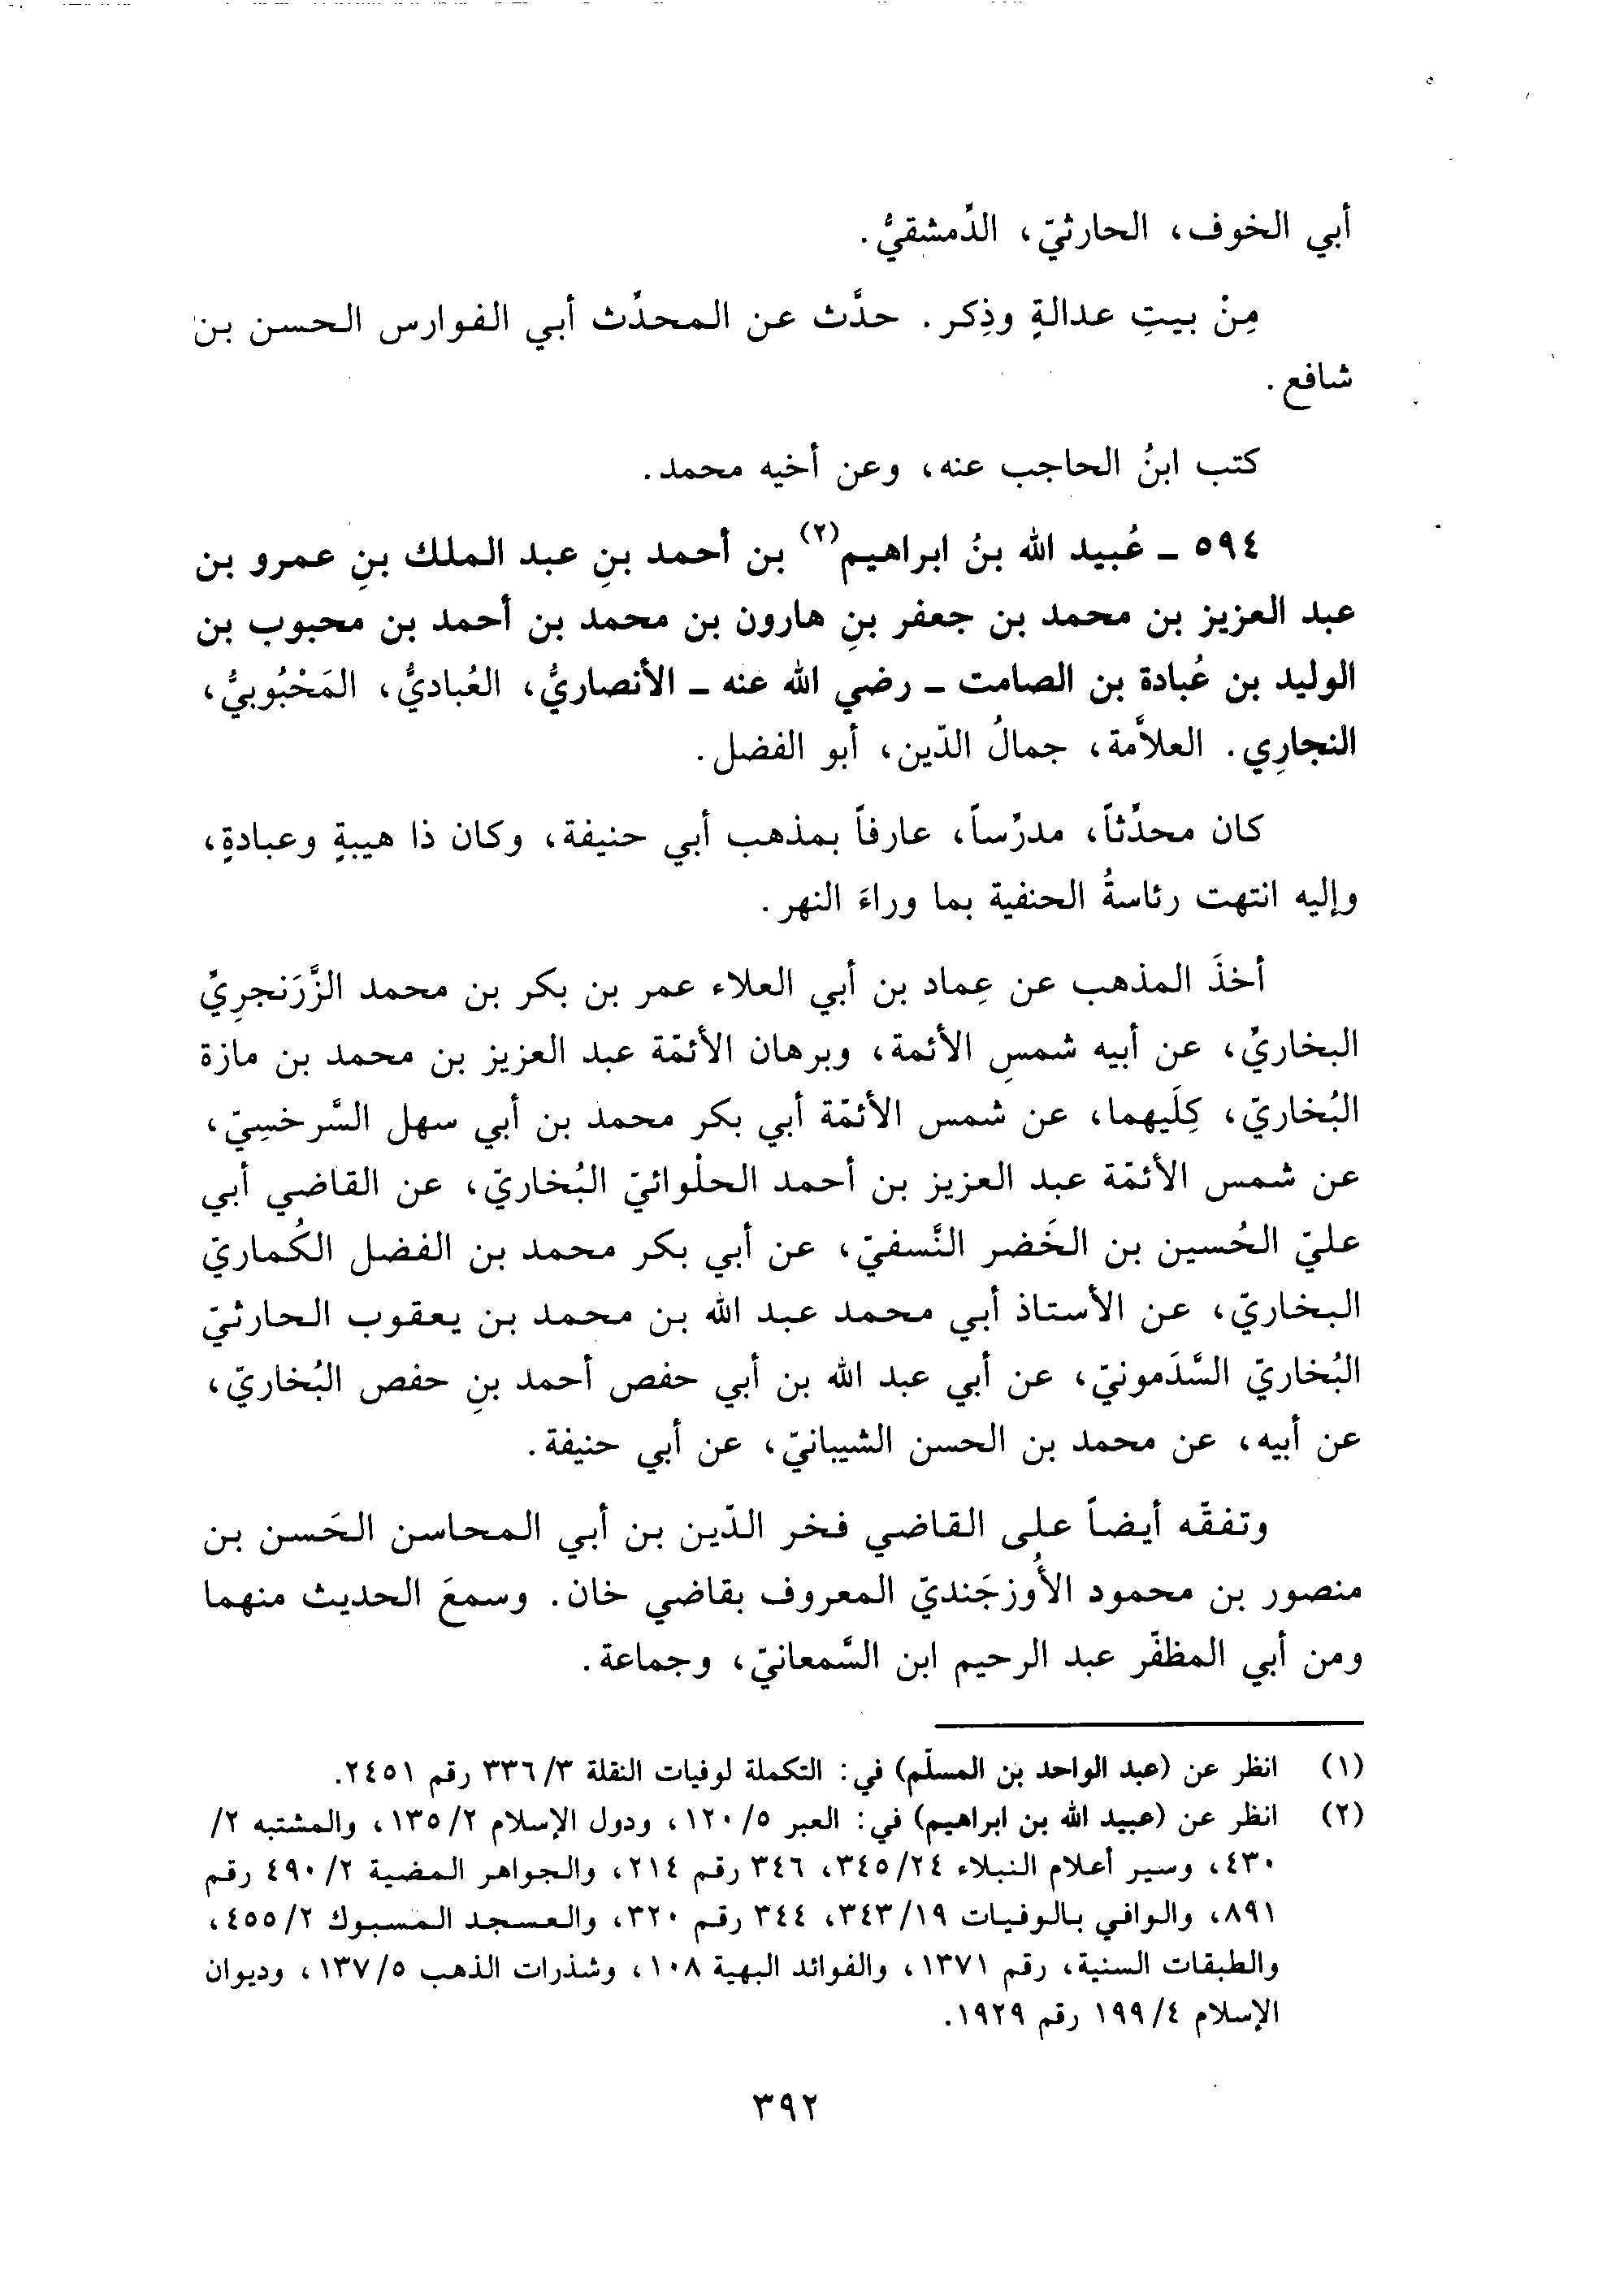 أبي الخوف، الحارثيّ، الدِّمشقيُّ.
مِنْ بيتِ عدالةٍ وذِكر. حدَّث عن المحدِّث أبي الفوارس الحسن بن
شافع.
كتب ابنُ الحاجب عنه، وعن أخيه محمد.
٥٩٤ ـ عُبيد الله بنُ ابراهيم(٢) بن أحمد بنِ عبد الملك بنِ عمرو بن
عبد العزيز بن محمد بن جعفر بنِ هارون بن محمد بن أحمد بن محبوب بن
الوليد بن عُبادة بن الصامت ـ رضي الله عنه ـ الأنصاريُّ، العُباديُّ، المَحْبُوبيُّ،
النجارِي. العلاَّمة، جمالُ الدّين، أبو الفضل.
كان محدِّثاً، مدرِّساً، عارفاً بمذهب أبي حنيفة، وكان ذا هيبةٍ وعبادةٍ،
وإليه انتهت رئاسةُ الحنفية بما وراءَ النهر.
أخذَ المذهب عن عِماد بن أبي العلاء عمر بن بكر بن محمد الزَّرَنجرِيِّ
البخاريِّ، عن أبيه شمسِ الأئمة، وبرهان الأئمّة عبد العزيز بن محمد بن مازة
البُخاريّ، كِلَيهما، عن شمس الأئمّة أبي بكر محمد بن أبي سهل السَّرخسِيّ،
عن شمس الأئمّة عبد العزيز بن أحمد الحلْوائيّ البُخاريّ، عن القاضي أبي
عليّ الحُسين بن الخَضر النَّسفيّ، عن أبي بكر محمد بن الفضل الكُماريّ
البخاريّ، عن الأستاذ أبي محمد عبد الله بن محمد بن يعقوب الحارثيّ
البُخاريّ السَّدَمونيّ، عن أبي عبد الله بن أبي حفص أحمد بنِ حفص البُخاريّ،
عن أبيه، عن محمد بن الحسن الشيبانيّ، عن أبي حنيفة.
وتفقّه أيضاً على القاضي فخر الدّين بن أبي المحاسن الحَسن بن
منصور بن محمود الأُوزجَنديّ المعروف بقاضي خان. وسمعَ الحديث منهما
ومن أبي المظفّر عبد الرحيم ابن السَّمعانيّ، وجماعة.
(١) انظر عن (عبد الواحد بن المسلّم) في: التكملة لوفيات النقلة ٣/٣٣٦ رقم ٢٤٥١.
(٢) انظر عن (عبيد الله بن ابراهيم) في: العبر ٥/١٢٠، ودول الإسلام ٢/١٣٥، والمشتبه ٢/
٤٣٠، وسير أعلام النبلاء ٢٤/٣٤٥، ٣٤٦ رقم ٢١٤، والجواهر المضية ٢/٤٩٠ رقم
٨٩١، والوافي بالوفيات ١٩/٣٤٣، ٣٤٤ رقم ٣٢٠، والعسجد المسبوك ٢/٤٥٥،
والطبقات السنية، رقم ١٣٧١، والفوائد البهية ١٠٨، وشذرات الذهب ٥/١٣٧، وديوان
الإسلام ٤/١٩٩ رقم ١٩٢٩.
٣٩٢